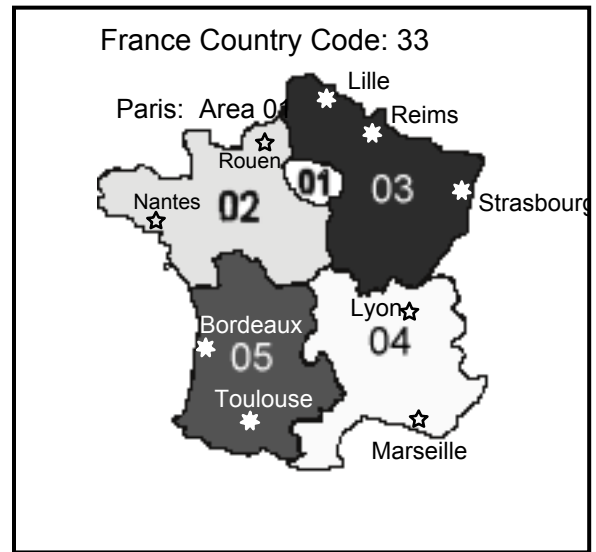 France Country Code: 33
Lille
Paris: Area 01
Reims
Rouen
01
03
Nantes
02
Strasbourg
Lyon
Bordeaux
04
05
Toulouse
Marseille